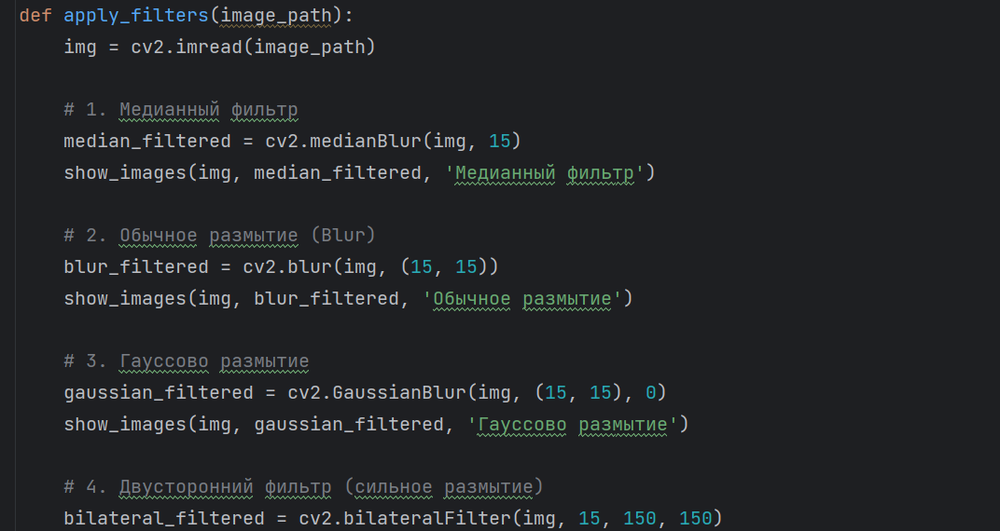 def apply_filters(image_path):
    img = cv2.imread(image_path)

    # 1. Медианный фильтр
    median_filtered = cv2.medianBlur(img, 15)
    show_images(img, median_filtered, 'Медианный фильтр')

    # 2. Обычное размытие (Blur)
    blur_filtered = cv2.blur(img, (15, 15))
    show_images(img, blur_filtered, 'Обычное размытие')

    # 3. Гауссово размытие
    gaussian_filtered = cv2.GaussianBlur(img, (15, 15), 0)
    show_images(img, gaussian_filtered, 'Гауссово размытие')

    # 4. Двусторонний фильтр (сильное размытие)
    bilateral_filtered = cv2.bilateralFilter(img, 15, 150, 150)